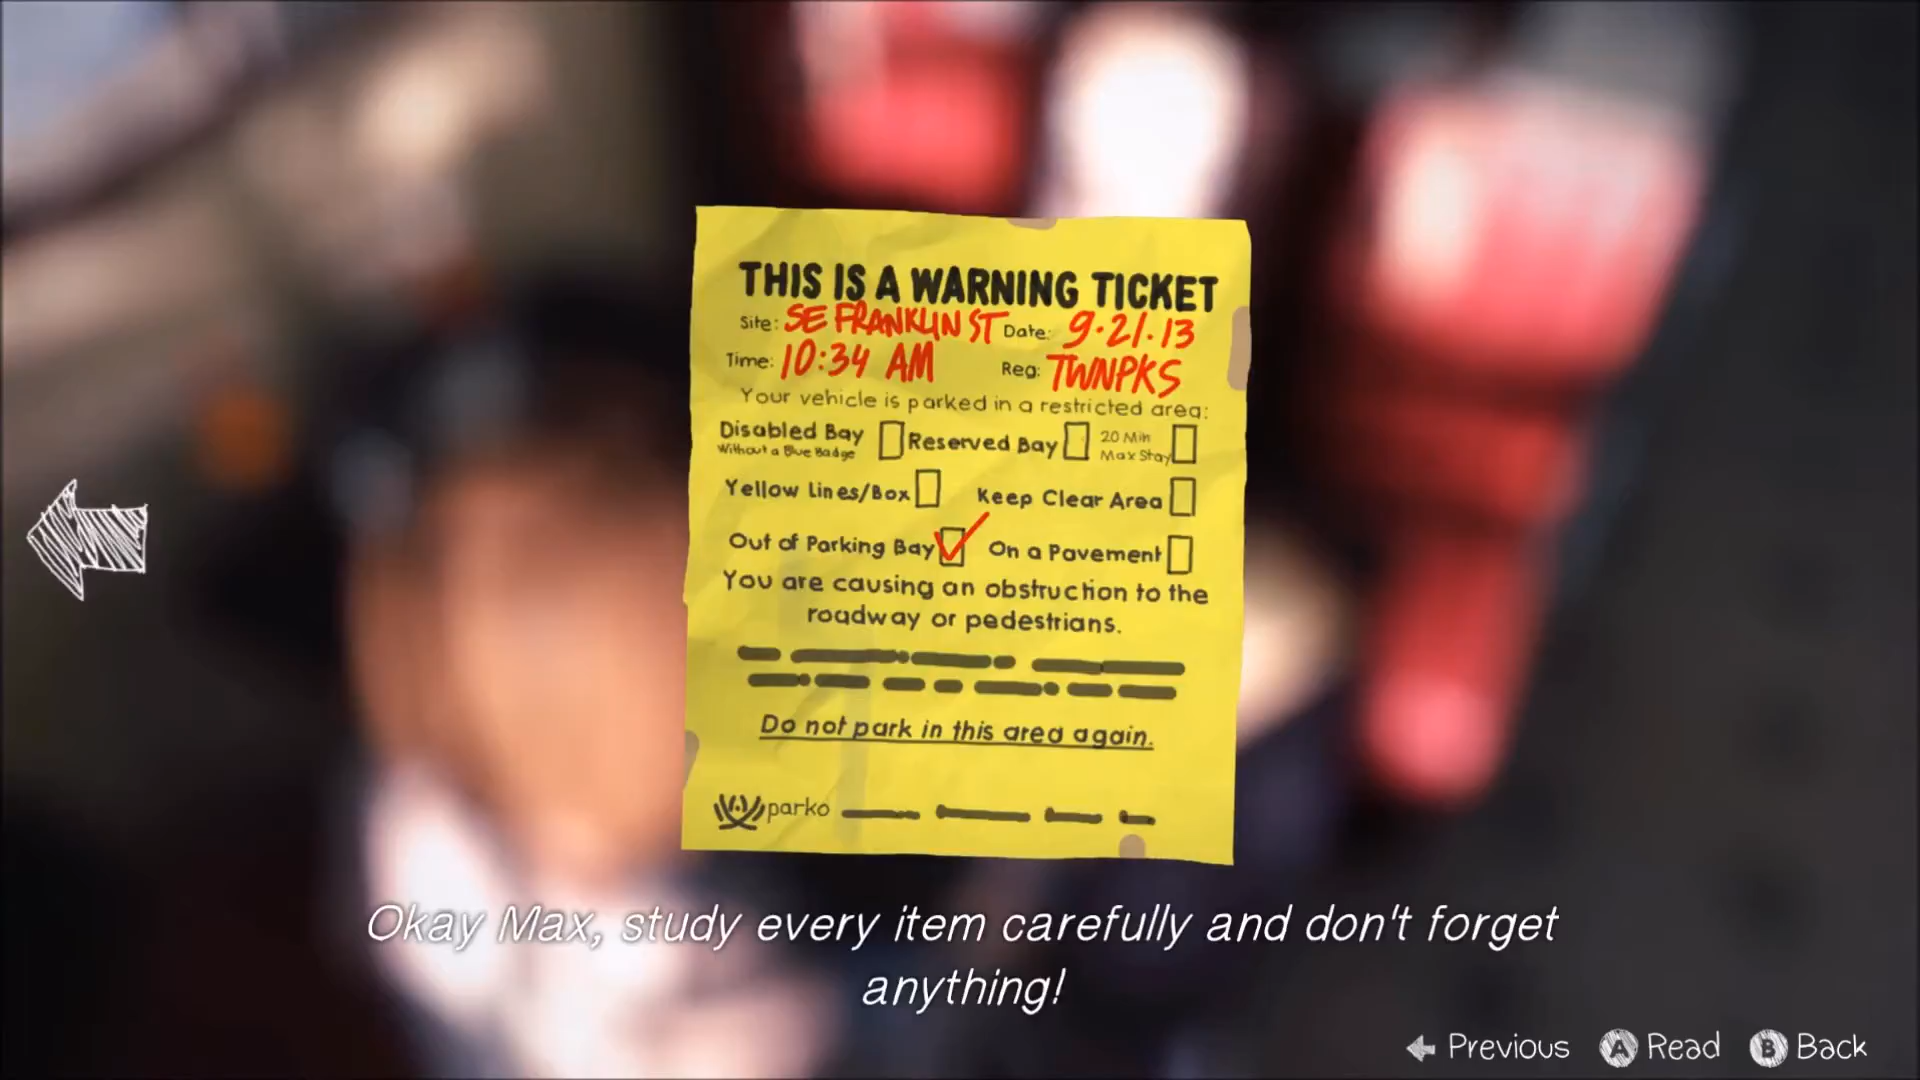 THIS IS A WARNING TICKET
Site: SE FRANKLIN ST Date: 9.21.13
Time: 10:34 AM Reg: TWNPKS
Your vehicle is parked in a restricted area:
Disabled Bay Reserved Bay 20 Min
Without a Blue Badge Max Stay
Yellow Lines/Box Keep Clear Area
Out of Parking Bay On a Pavement
You are causing an obstruction to the
roadway or pedestrians.
Do not park in this area again.
parko
Okay Max, study every item carefully and don't forget
anything!
Previous A Read B Back